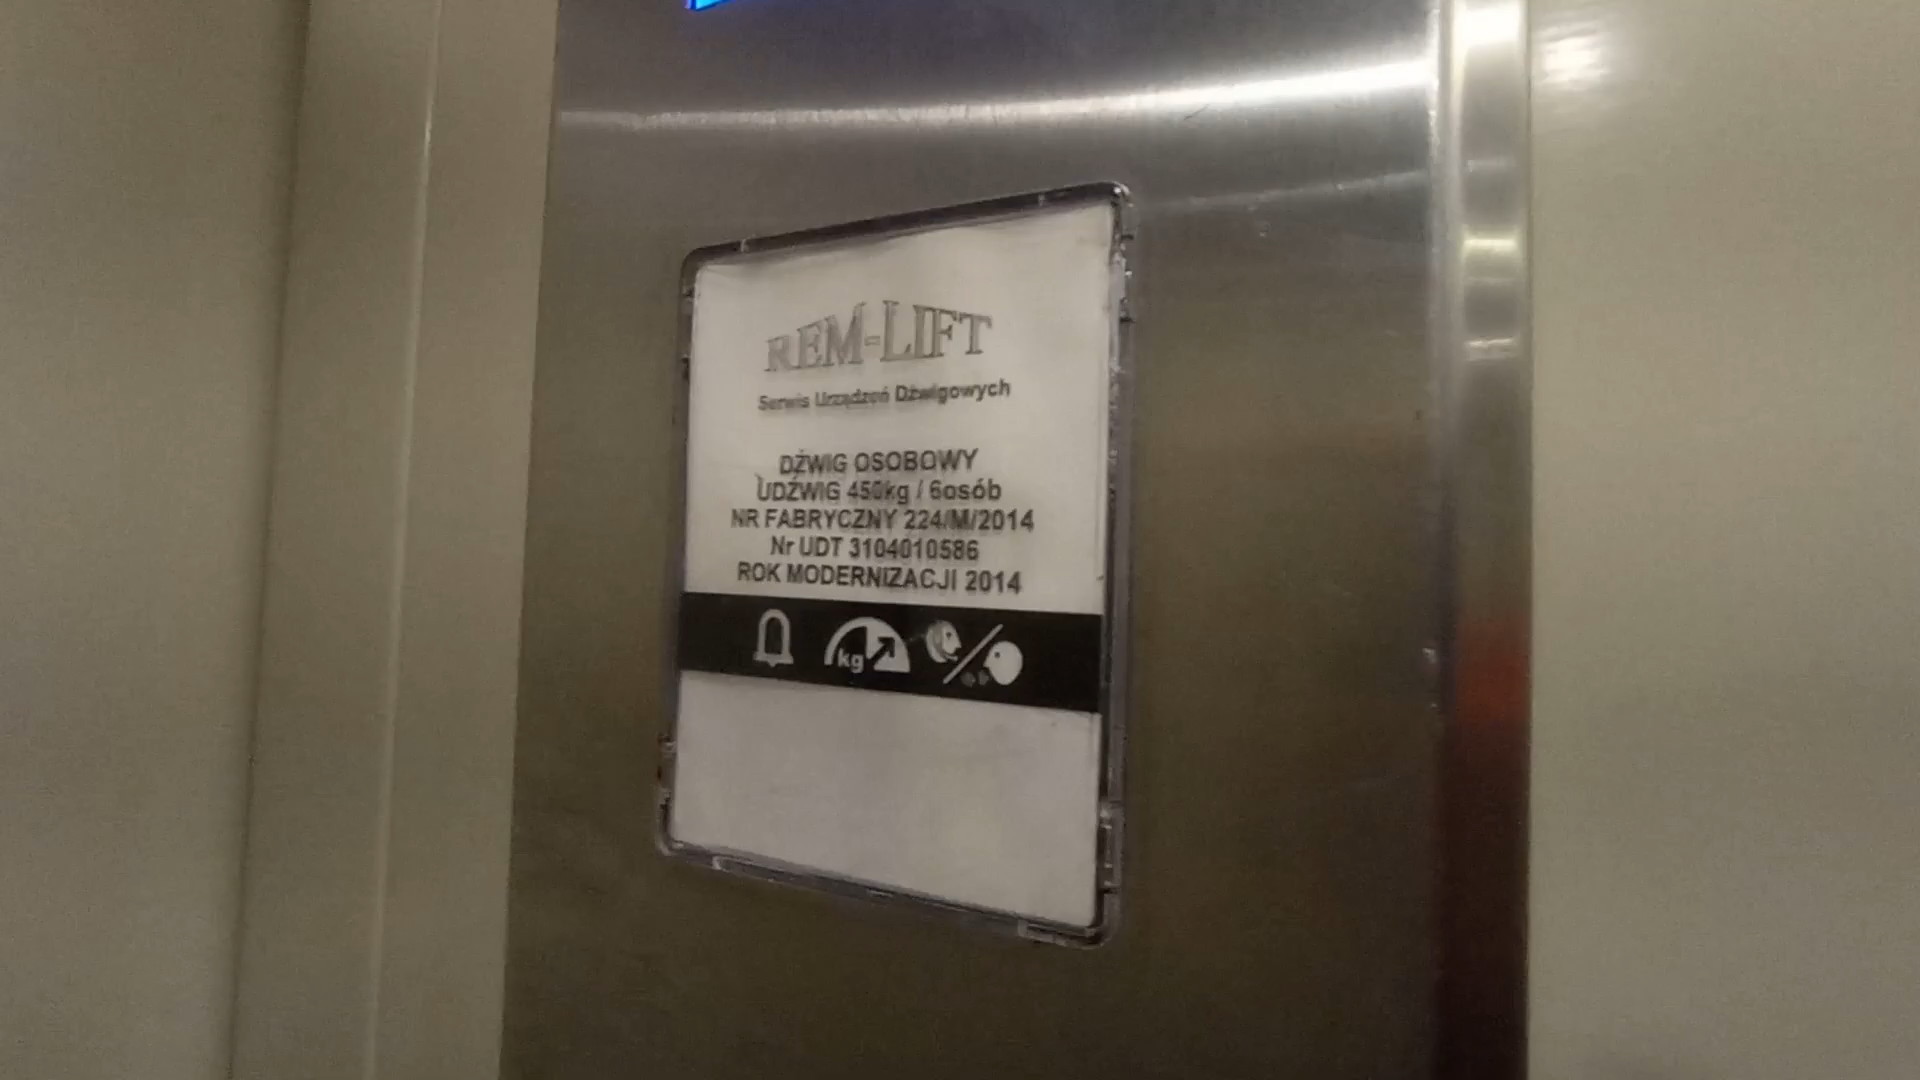 REM-LIFT
Serwis Urządzeń Dźwigowych
DŹWIG OSOBOWY
UDŹWIG 450kg / 6osób
NR FABRYCZNY 224/M/2014
Nr UDT 3104010586
ROK MODERNIZACJI 2014
kg